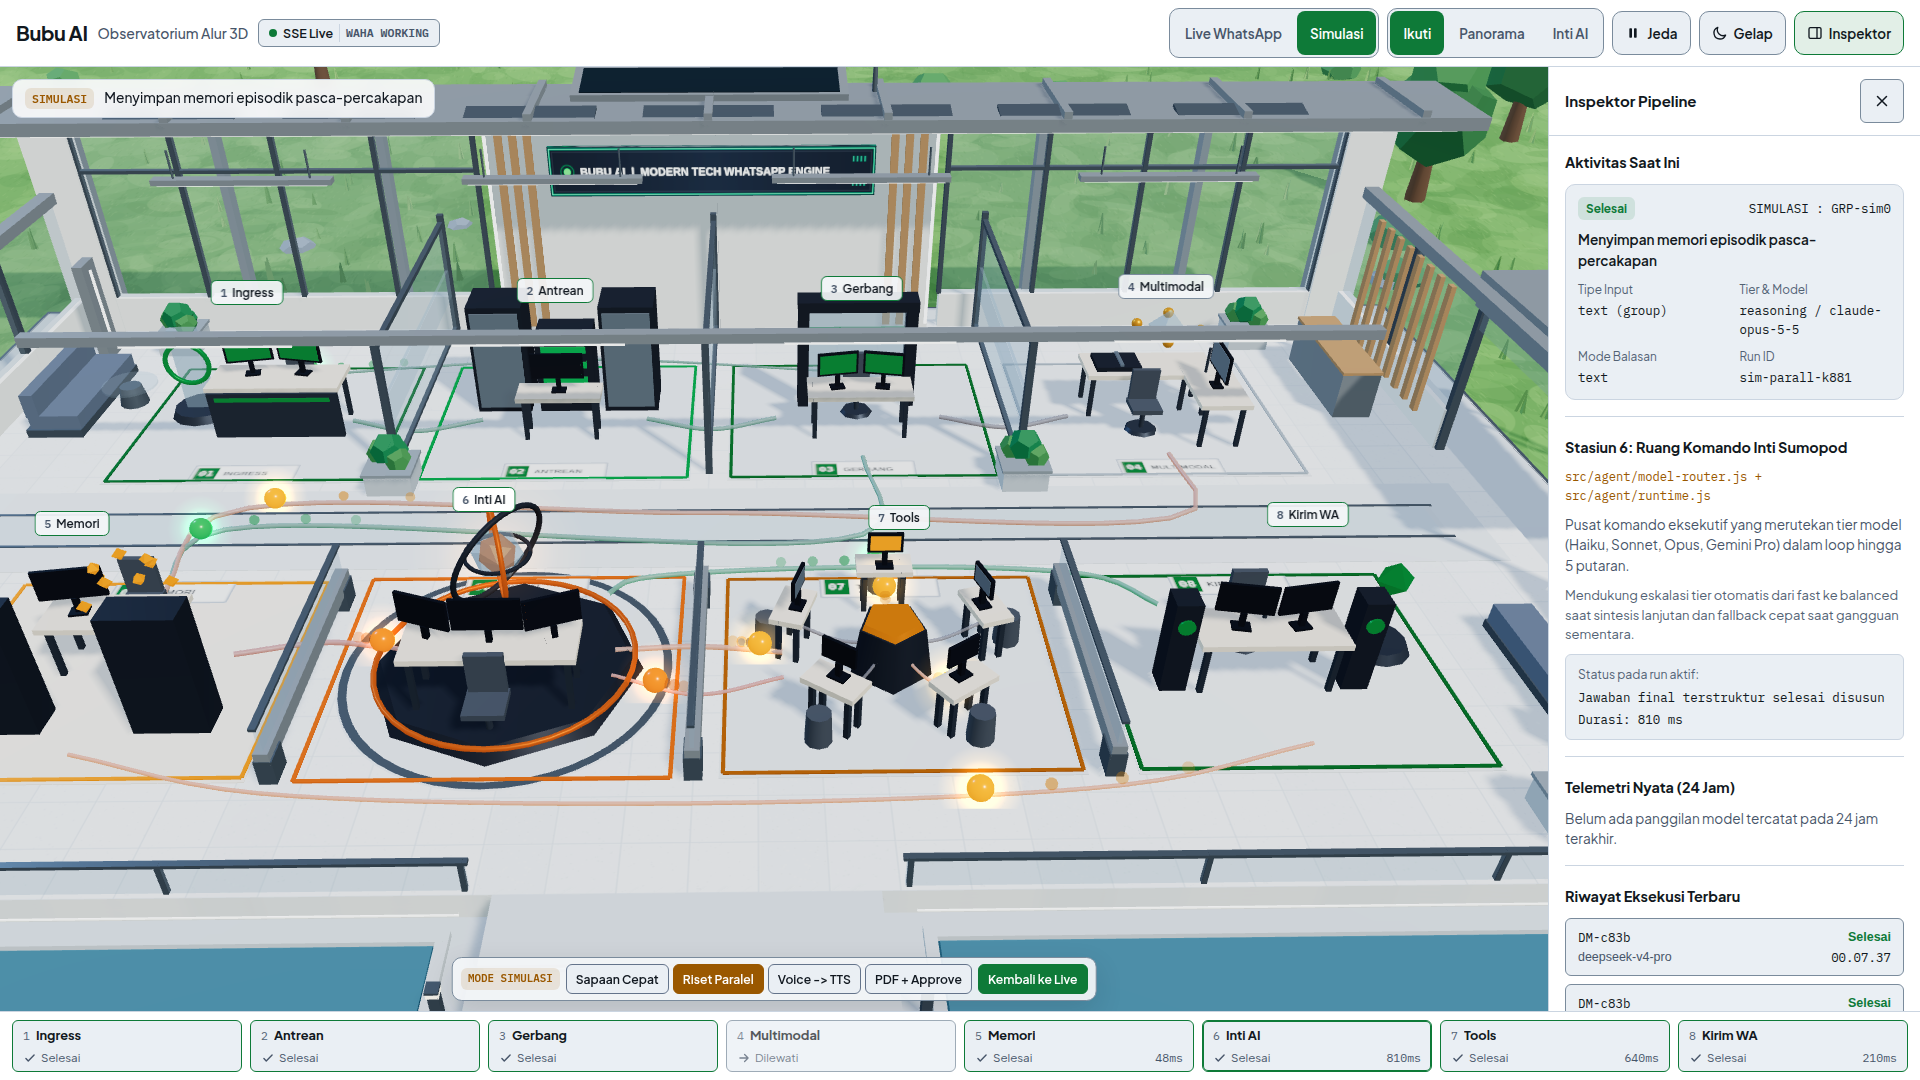 Bubu AI
Observatorium Alur 3D
SSE Live
WAHA WORKING
Live WhatsApp
Simulasi
Ikuti
Panorama
Inti AI
Jeda
Gelap
Inspektor
SIMULASI
Menyimpan memori episodik pasca-percakapan
MODERN TECH WHATSAPP ENGINE
1 Ingress
2 Antrean
3 Gerbang
4 Multimodal
01 INGRESS
02 ANTREAN
03 GERBANG
04 MULTIMODAL
5 Memori
6 Inti AI
7 Tools
8 Kirim WA
07
08
MODE SIMULASI
Sapaan Cepat
Riset Paralel
Voice -> TTS
PDF + Approve
Kembali ke Live
Inspektor Pipeline
Aktivitas Saat Ini
Selesai
SIMULASI : GRP-sim0
Menyimpan memori episodik pasca-
percakapan
Tipe Input
text (group)
Tier & Model
reasoning / claude-
opus-5-5
Mode Balasan
text
Run ID
sim-parall-k881
Stasiun 6: Ruang Komando Inti Sumopod
src/agent/model-router.js +
src/agent/runtime.js
Pusat komando eksekutif yang merutekan tier model
(Haiku, Sonnet, Opus, Gemini Pro) dalam loop hingga
5 putaran.
Mendukung eskalasi tier otomatis dari fast ke balanced
saat sintesis lanjutan dan fallback cepat saat gangguan
sementara.
Status pada run aktif:
Jawaban final terstruktur selesai disusun
Durasi: 810 ms
Telemetri Nyata (24 Jam)
Belum ada panggilan model tercatat pada 24 jam
terakhir.
Riwayat Eksekusi Terbaru
DM-c83b
Selesai
deepseek-v4-pro
00.07.37
DM-c83b
Selesai
1 Ingress
Selesai
2 Antrean
Selesai
3 Gerbang
Selesai
4 Multimodal
Dilewati
5 Memori
Selesai
48ms
6 Inti AI
Selesai
810ms
7 Tools
Selesai
640ms
8 Kirim WA
Selesai
210ms